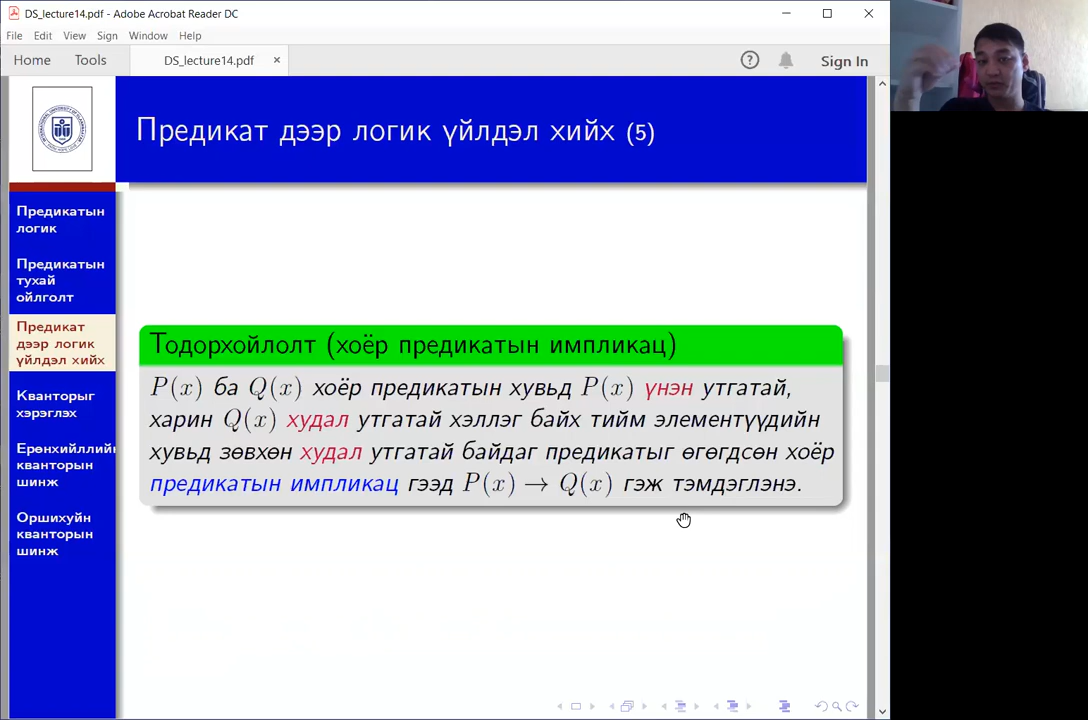 DS_lecture14.pdf - Adobe Acrobat Reader DC
File Edit View Sign Window Help
Home Tools DS_lecture14.pdf × ? Sign In
Предикат дээр логик үйлдэл хийх (5)
Предикатын
логик
Предикатын
тухай
ойлголт
Предикат
дээр логик
үйлдэл хийх
Кванторыг
хэрэглэх
Ерөнхийллийн
кванторын
шинж
Оршихуйн
кванторын
шинж
Тодорхойлолт (хоёр предикатын импликац)
P(x) ба Q(x) хоёр предикатын хувьд P(x) үнэн утгатай,
харин Q(x) худал утгатай хэллэг байх тийм элементүүдийн
хувьд зөвхөн худал утгатай байдаг предикатыг өгөгдсөн хоёр
предикатын импликац гээд P(x) → Q(x) гэж тэмдэглэнэ.